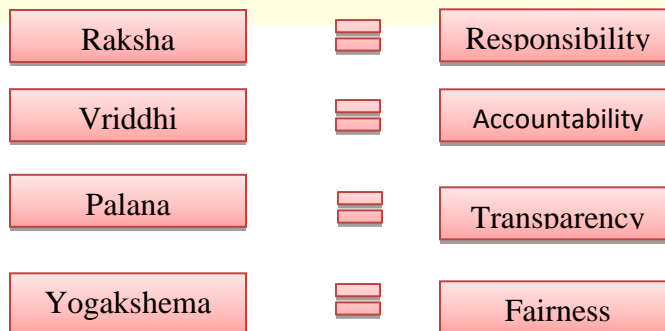 Raksha = Responsibility
Vriddhi = Accountability
Palana = Transparency
Yogakshema = Fairness